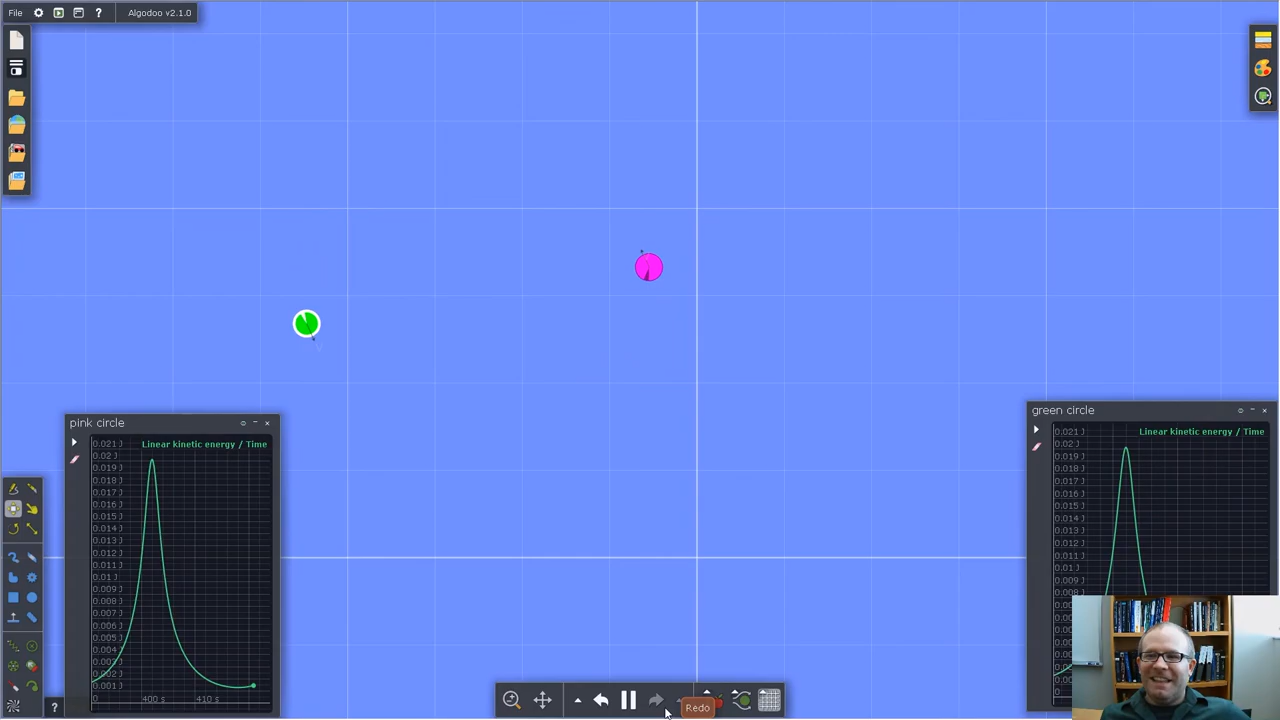 File
?
Algodoo v2.1.0
pink circle
Linear kinetic energy / Time
0.021 J
0.02 J
0.019 J
0.018 J
0.017 J
0.016 J
0.015 J
0.014 J
0.013 J
0.012 J
0.011 J
0.01 J
0.009 J
0.008 J
0.007 J
0.006 J
0.005 J
0.004 J
0.003 J
0.002 J
0.001 J
0
400 s
410 s
green circle
Linear kinetic energy / Time
0.021 J
0.02 J
0.019 J
0.018 J
0.017 J
0.016 J
0.015 J
0.014 J
0.013 J
0.012 J
0.011 J
0.01 J
0.009 J
0.008 J
?
Redo